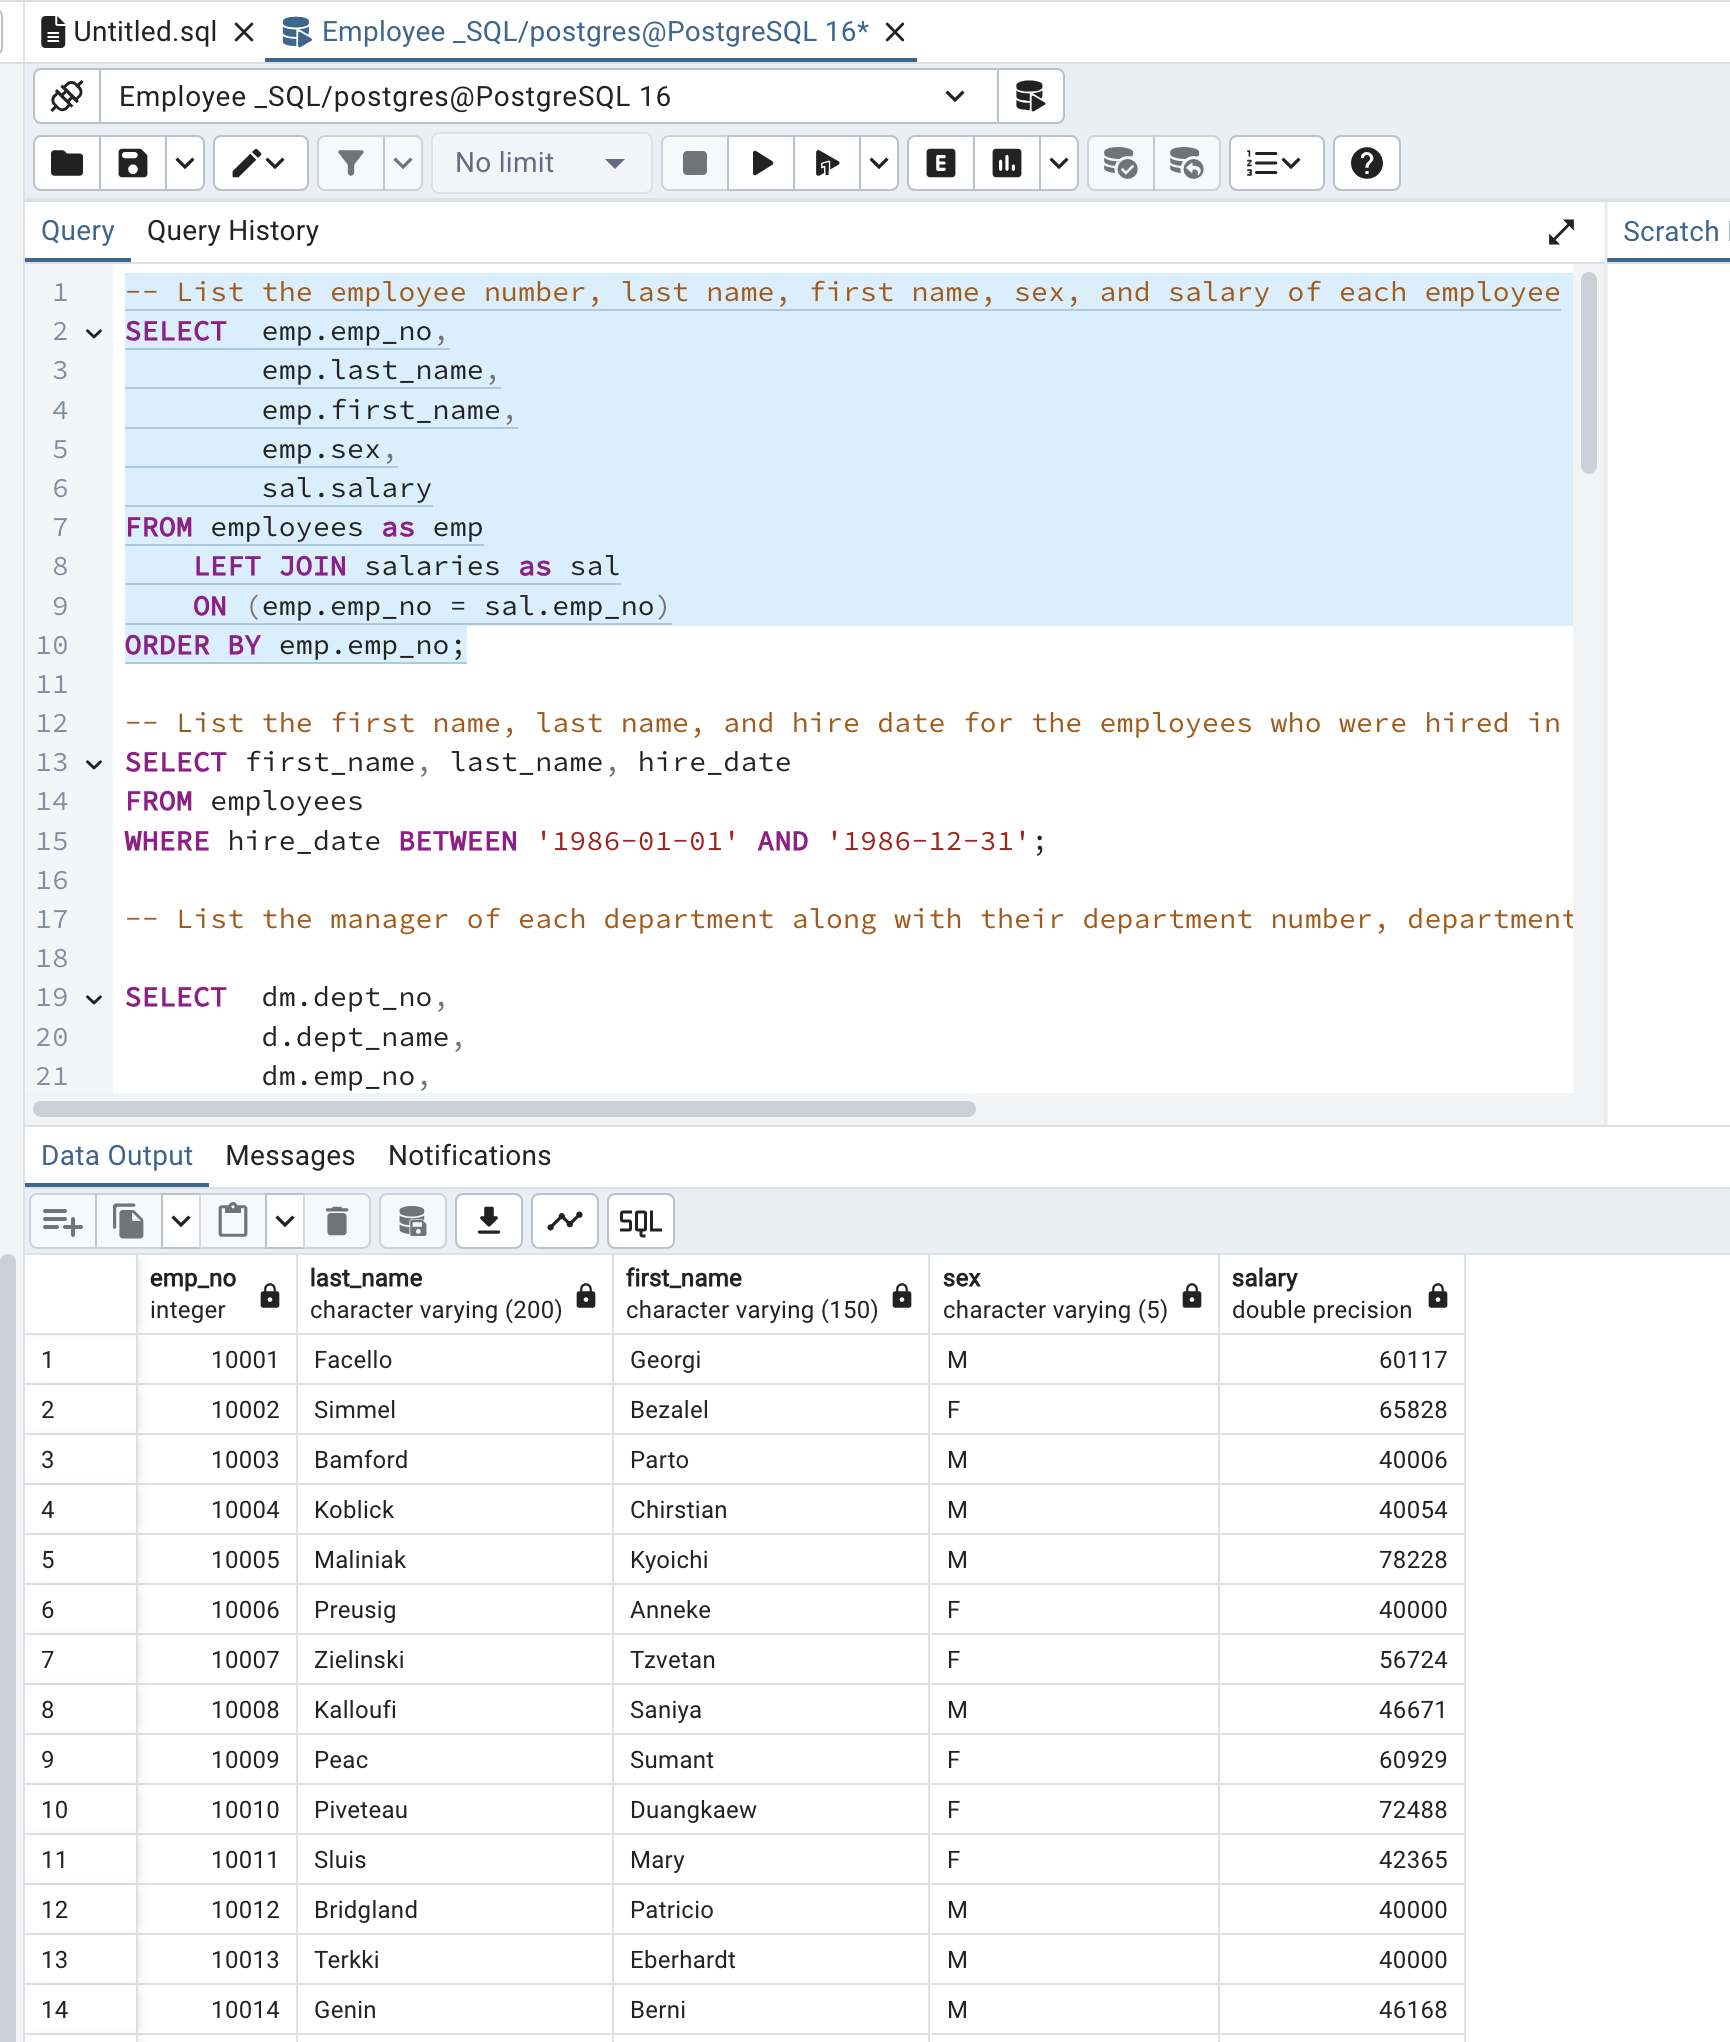 Untitled.sql
Employee _SQL/postgres@PostgreSQL 16*
Employee _SQL/postgres@PostgreSQL 16
No limit
E
Query
Query History
Scratch
1 -- List the employee number, last name, first name, sex, and salary of each employee
2 SELECT emp.emp_no,
3 emp.last_name,
4 emp.first_name,
5 emp.sex,
6 sal.salary
7 FROM employees as emp
8 LEFT JOIN salaries as sal
9 ON (emp.emp_no = sal.emp_no)
10 ORDER BY emp.emp_no;
11
12 -- List the first name, last name, and hire date for the employees who were hired in
13 SELECT first_name, last_name, hire_date
14 FROM employees
15 WHERE hire_date BETWEEN '1986-01-01' AND '1986-12-31';
16
17 -- List the manager of each department along with their department number, department
18
19 SELECT dm.dept_no,
20 d.dept_name,
21 dm.emp_no,
Data Output
Messages
Notifications
SQL
emp_no last_name first_name sex salary
integer character varying (200) character varying (150) character varying (5) double precision
1 10001 Facello Georgi M 60117
2 10002 Simmel Bezalel F 65828
3 10003 Bamford Parto M 40006
4 10004 Koblick Chirstian M 40054
5 10005 Maliniak Kyoichi M 78228
6 10006 Preusig Anneke F 40000
7 10007 Zielinski Tzvetan F 56724
8 10008 Kalloufi Saniya M 46671
9 10009 Peac Sumant F 60929
10 10010 Piveteau Duangkaew F 72488
11 10011 Sluis Mary F 42365
12 10012 Bridgland Patricio M 40000
13 10013 Terkki Eberhardt M 40000
14 10014 Genin Berni M 46168